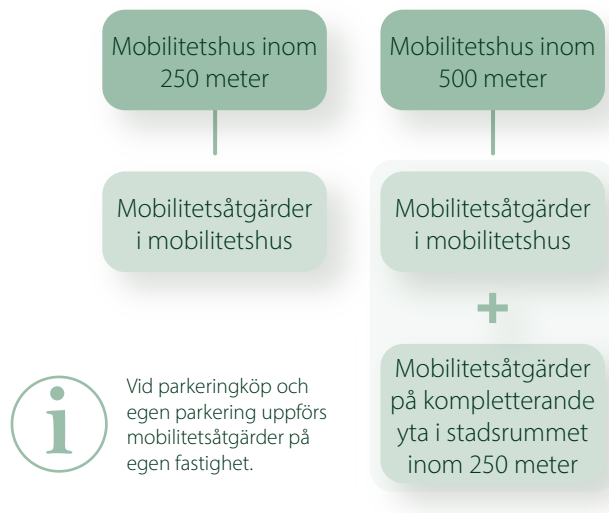 Mobilitetshus inom
250 meter
Mobilitetsåtgärder
i mobilitetshus
Mobilitetshus inom
500 meter
Mobilitetsåtgärder
i mobilitetshus
+
Mobilitetsåtgärder
på kompletterande
yta i stadsrummet
inom 250 meter
i
Vid parkeringköp och
egen parkering uppförs
mobilitetsåtgärder på
egen fastighet.